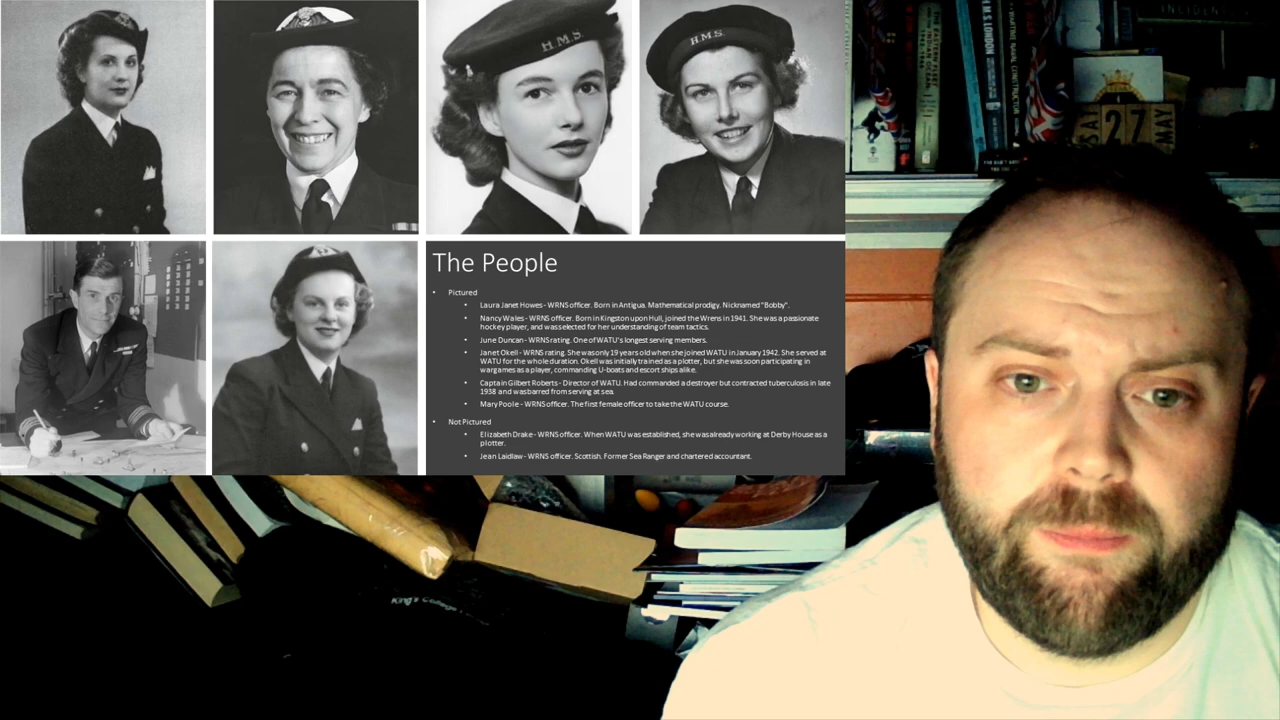 H.M.S.
H.M.S.
H.M.S LONDON
27
MAY
The People
• Pictured
• Laura Janet Howes - WRNS officer. Born in Antigua. Mathematical prodigy. Nicknamed "Bobby".
• Nancy Wales - WRNS officer. Born in Kingston upon Hull, joined the Wrens in 1941. She was a passionate
hockey player, and was selected for her understanding of team tactics.
• June Duncan - WRNS rating. One of WATU's longest serving members.
• Janet Okell - WRNS rating. She was only 19 years old when she joined WATU in January 1942. She served at
WATU for the whole duration. Okell was initially trained as a plotter, but she was soon participating in
wargames as a player, commanding U-boats and escort ships alike.
• Captain Gilbert Roberts - Director of WATU. Had commanded a destroyer but contracted tuberculosis in late
1938 and was barred from serving at sea.
• Mary Poole - WRNS officer. The first female officer to take the WATU course.
• Not Pictured
• Elizabeth Drake - WRNS officer. When WATU was established, she was already working at Derby House as a
plotter.
• Jean Laidlaw - WRNS officer. Scottish. Former Sea Ranger and chartered accountant.
King's College